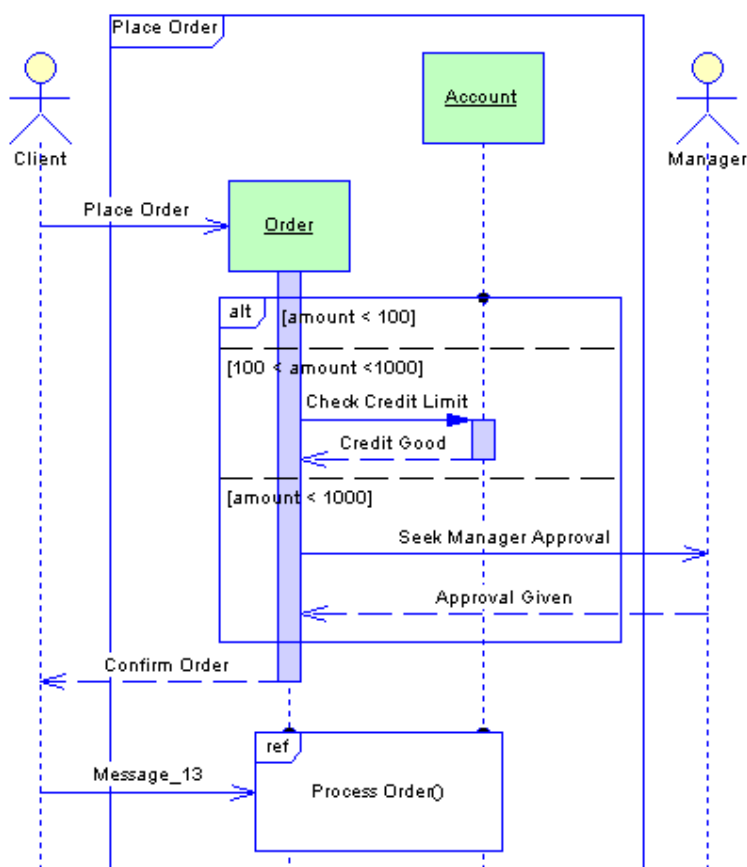 Place Order
Account
Client
Manager
Place Order
Order
alt
[amount < 100]
[100 < amount <1000]
Check Credit Limit
Credit Good
[amount < 1000]
Seek Manager Approval
Approval Given
Confirm Order
ref
Message_13
Process Order()